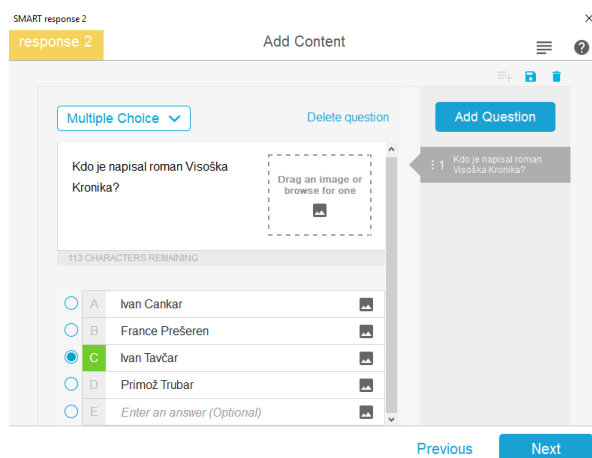 SMART response 2
response 2
Add Content
Multiple Choice
Delete question
Add Question
Kdo je napisal roman Visoška
Kronika?
Drag an image or
browse for one
113 CHARACTERS REMAINING
1 Kdo je napisal roman
Visoška Kronika?
A Ivan Cankar
B France Prešeren
C Ivan Tavčar
D Primož Trubar
E Enter an answer (Optional)
Previous
Next